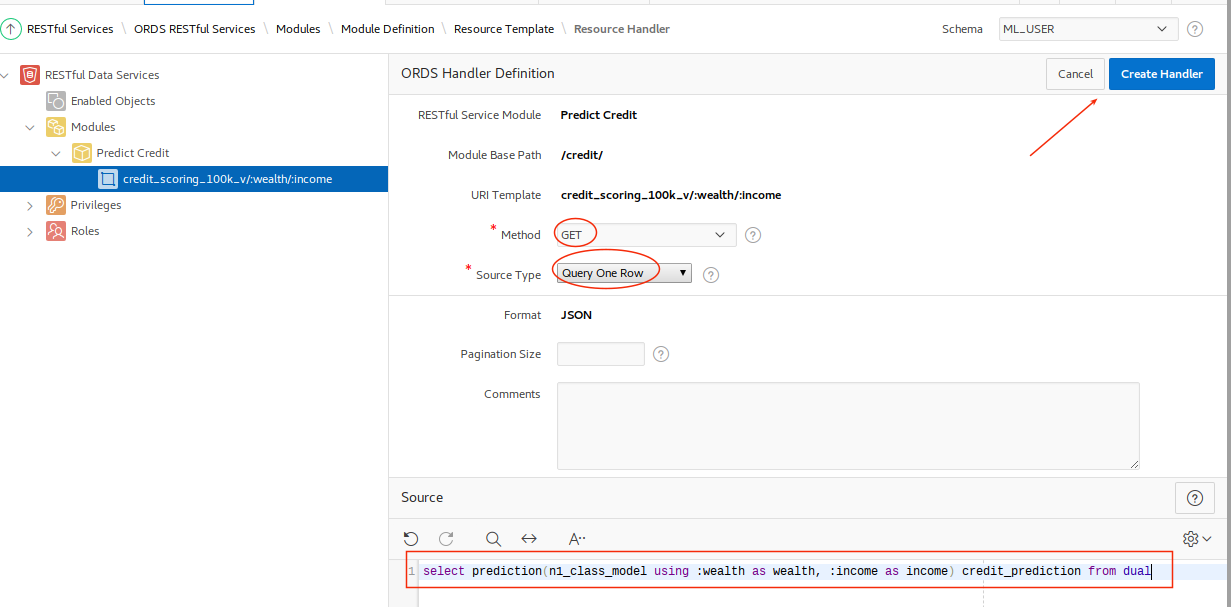 RESTful Services \ ORDS RESTful Services \ Modules \ Module Definition \ Resource Template \ Resource Handler
Schema ML_USER ?
RESTful Data Services
Enabled Objects
Modules
Predict Credit
credit_scoring_100k_v/:wealth/:income
Privileges
Roles
ORDS Handler Definition
Cancel
Create Handler
RESTful Service Module Predict Credit
Module Base Path /credit/
URI Template credit_scoring_100k_v/:wealth/:income
* Method GET ?
* Source Type Query One Row ?
Format JSON
Pagination Size ?
Comments
Source ?
A··
1 select prediction(n1_class_model using :wealth as wealth, :income as income) credit_prediction from dual